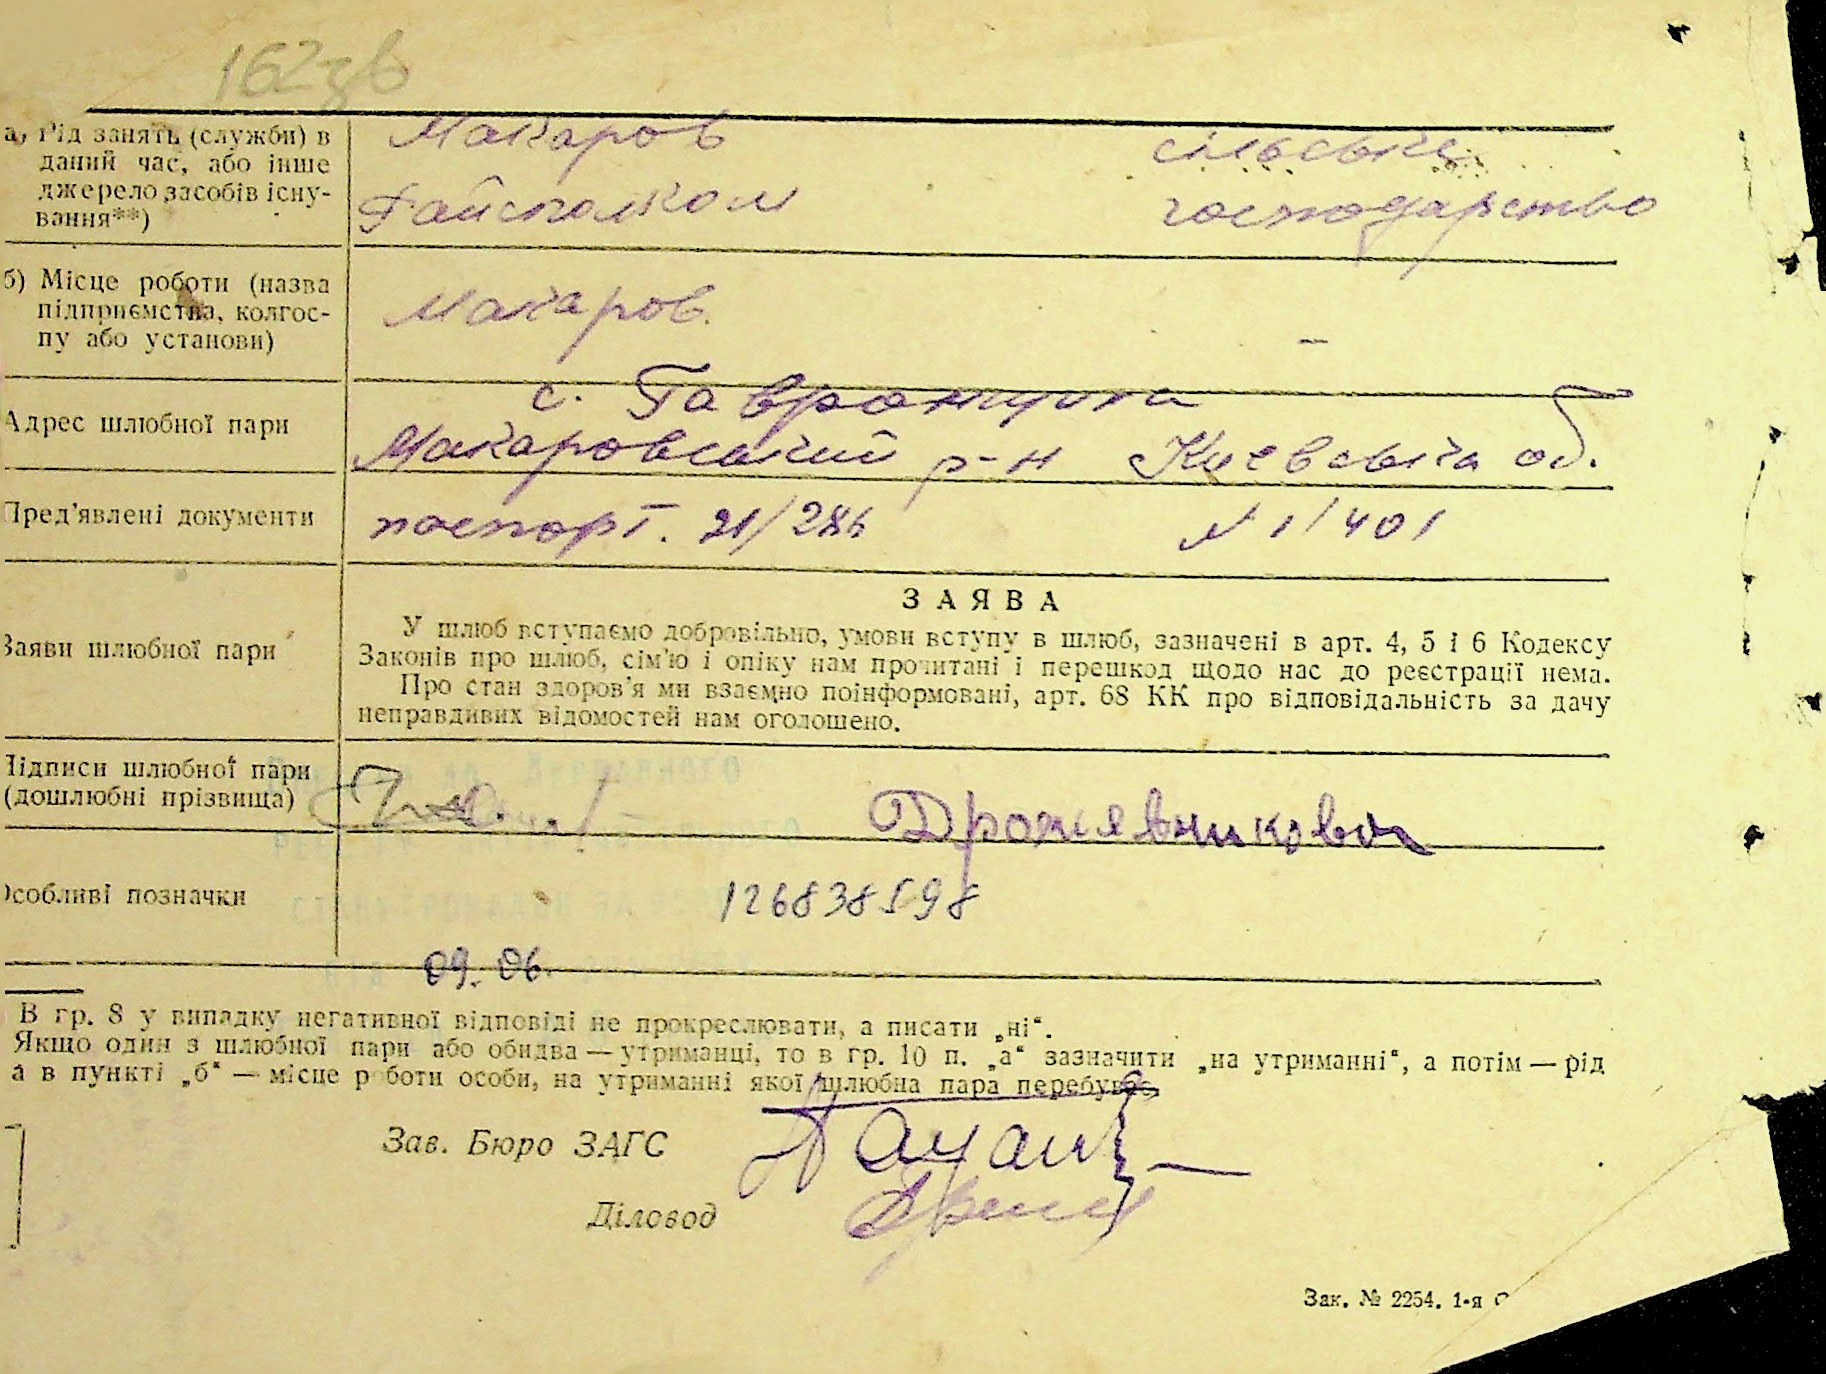 162зв
а) Рід занять (служби) в
даний час, або інше
джерело засобів існу-
вання**)
Макаров
Райсполком
сільське
господарство
б) Місце роботи (назва
підприємства, колгос-
пу або установи)
Макаров.
Адрес шлюбної пари
с. Гавронщина
Макаровський р-н Киевська об.
Пред'явлені документи
паспорт. 21/286
№ 1/401
Заяви шлюбної пари
ЗАЯВА
У шлюб вступаємо добровільно, умови вступу в шлюб, зазначені в арт. 4, 5 і 6 Кодексу
Законів про шлюб, сім'ю і опіку нам прочитані і перешкод щодо нас до реєстрації нема.
Про стан здоров'я ми взаємно поінформовані, арт. 68 КК про відповідальність за дачу
неправдивих відомостей нам оголошено.
Підписи шлюбної пари
(дошлюбні прізвища)
Дрожевникова
Особливі позначки
126838598
09. 06.
В гр. 8 у випадку негативної відповіді не прокреслювати, а писати „ні“.
Якщо один з шлюбної пари або обидва — утриманці, то в гр. 10 п. „а“ зазначити „на утриманні“, а потім — рід
а в пункті „б“ — місце роботи особи, на утриманні якої шлюбна пара перебуває
Зав. Бюро ЗАГС
Діловод
Зак. № 2254. 1-я